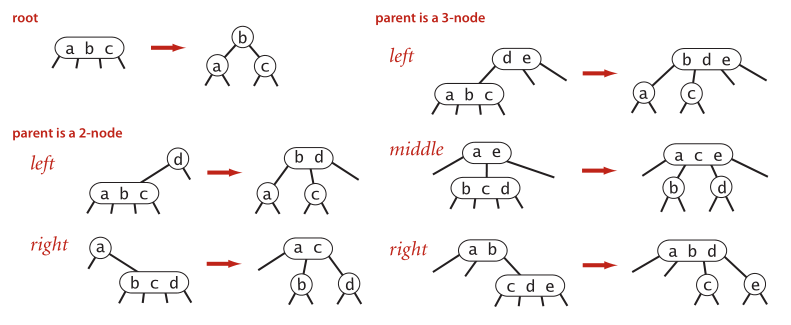 root
a b c
b
a
c
parent is a 2-node
left
d
a b c
b d
a
c
right
a
b c d
a c
b
d
parent is a 3-node
left
d e
a b c
b d e
a
c
middle
a e
b c d
a c e
b
d
right
a b
c d e
a b d
c
e